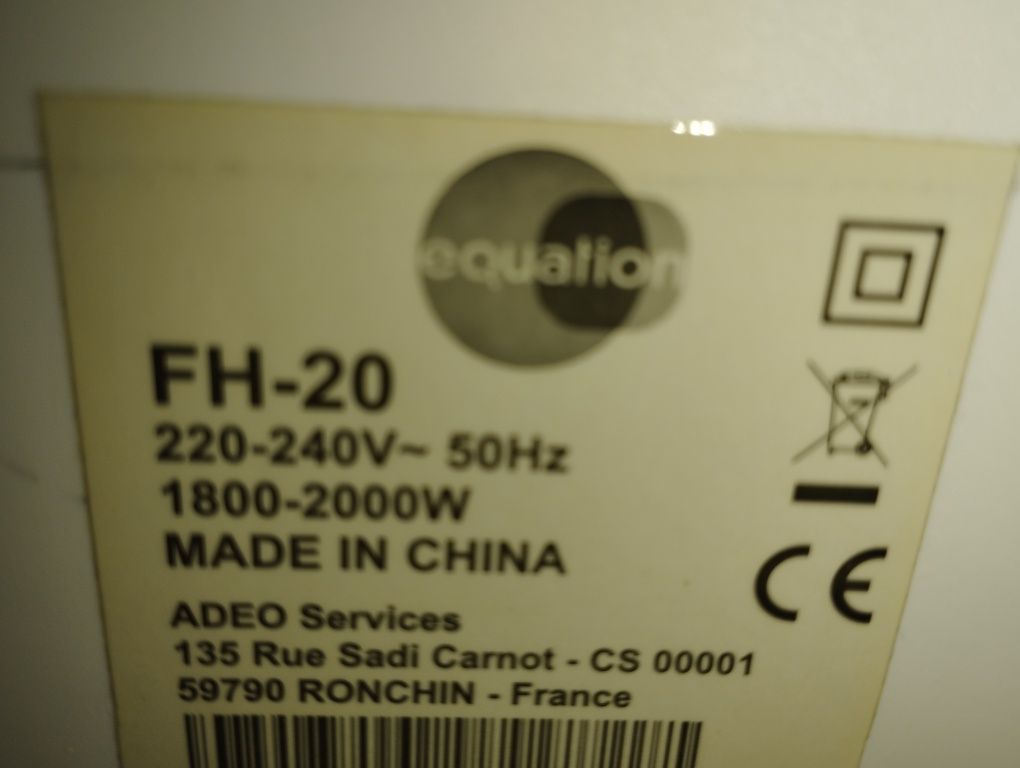 equation
FH-20
220-240V~ 50Hz
1800-2000W
MADE IN CHINA
CE
ADEO Services
135 Rue Sadi Carnot - CS 00001
59790 RONCHIN - France